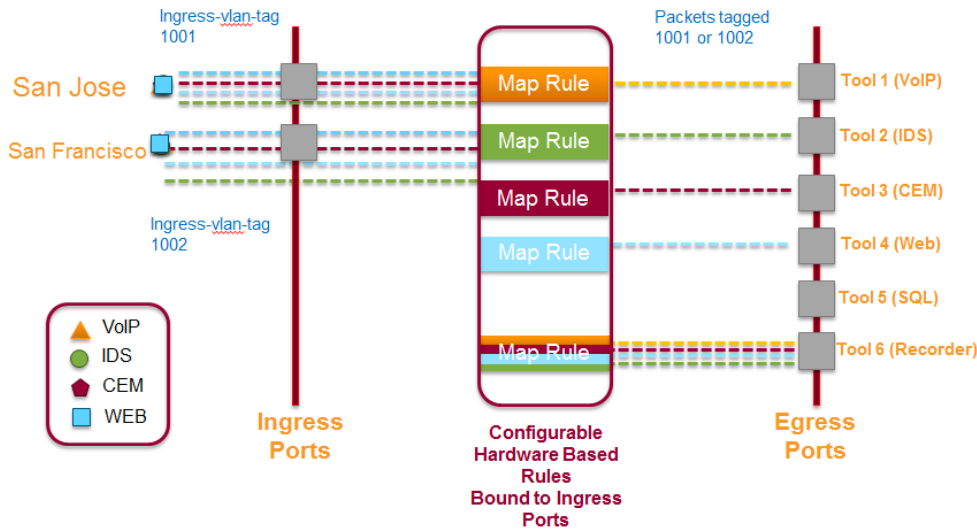 Ingress-vlan-tag
1001
Packets tagged
1001 or 1002
San Jose
San Francisco
Ingress-vlan-tag
1002
Map Rule
Map Rule
Map Rule
Map Rule
Map Rule
Tool 1 (VoIP)
Tool 2 (IDS)
Tool 3 (CEM)
Tool 4 (Web)
Tool 5 (SQL)
Tool 6 (Recorder)
VoIP
IDS
CEM
WEB
Ingress
Ports
Configurable
Hardware Based
Rules
Bound to Ingress
Ports
Egress
Ports